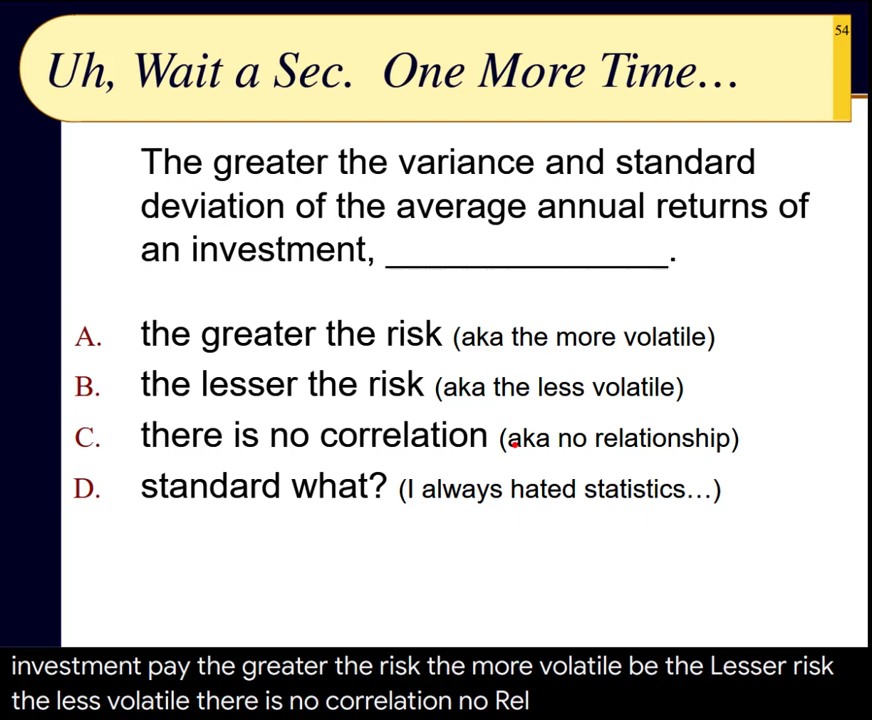 54
Uh, Wait a Sec. One More Time…
The greater the variance and standard
deviation of the average annual returns of
an investment, _______________.
A. the greater the risk (aka the more volatile)
B. the lesser the risk (aka the less volatile)
C. there is no correlation (aka no relationship)
D. standard what? (I always hated statistics…)
investment pay the greater the risk the more volatile be the Lesser risk
the less volatile there is no correlation no Rel